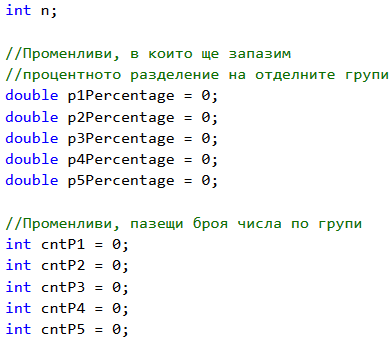 int n;
//Променливи, в които ще запазим
//процентното разделение на отделните групи
double p1Percentage = 0;
double p2Percentage = 0;
double p3Percentage = 0;
double p4Percentage = 0;
double p5Percentage = 0;
//Променливи, пазещи броя числа по групи
int cntP1 = 0;
int cntP2 = 0;
int cntP3 = 0;
int cntP4 = 0;
int cntP5 = 0;